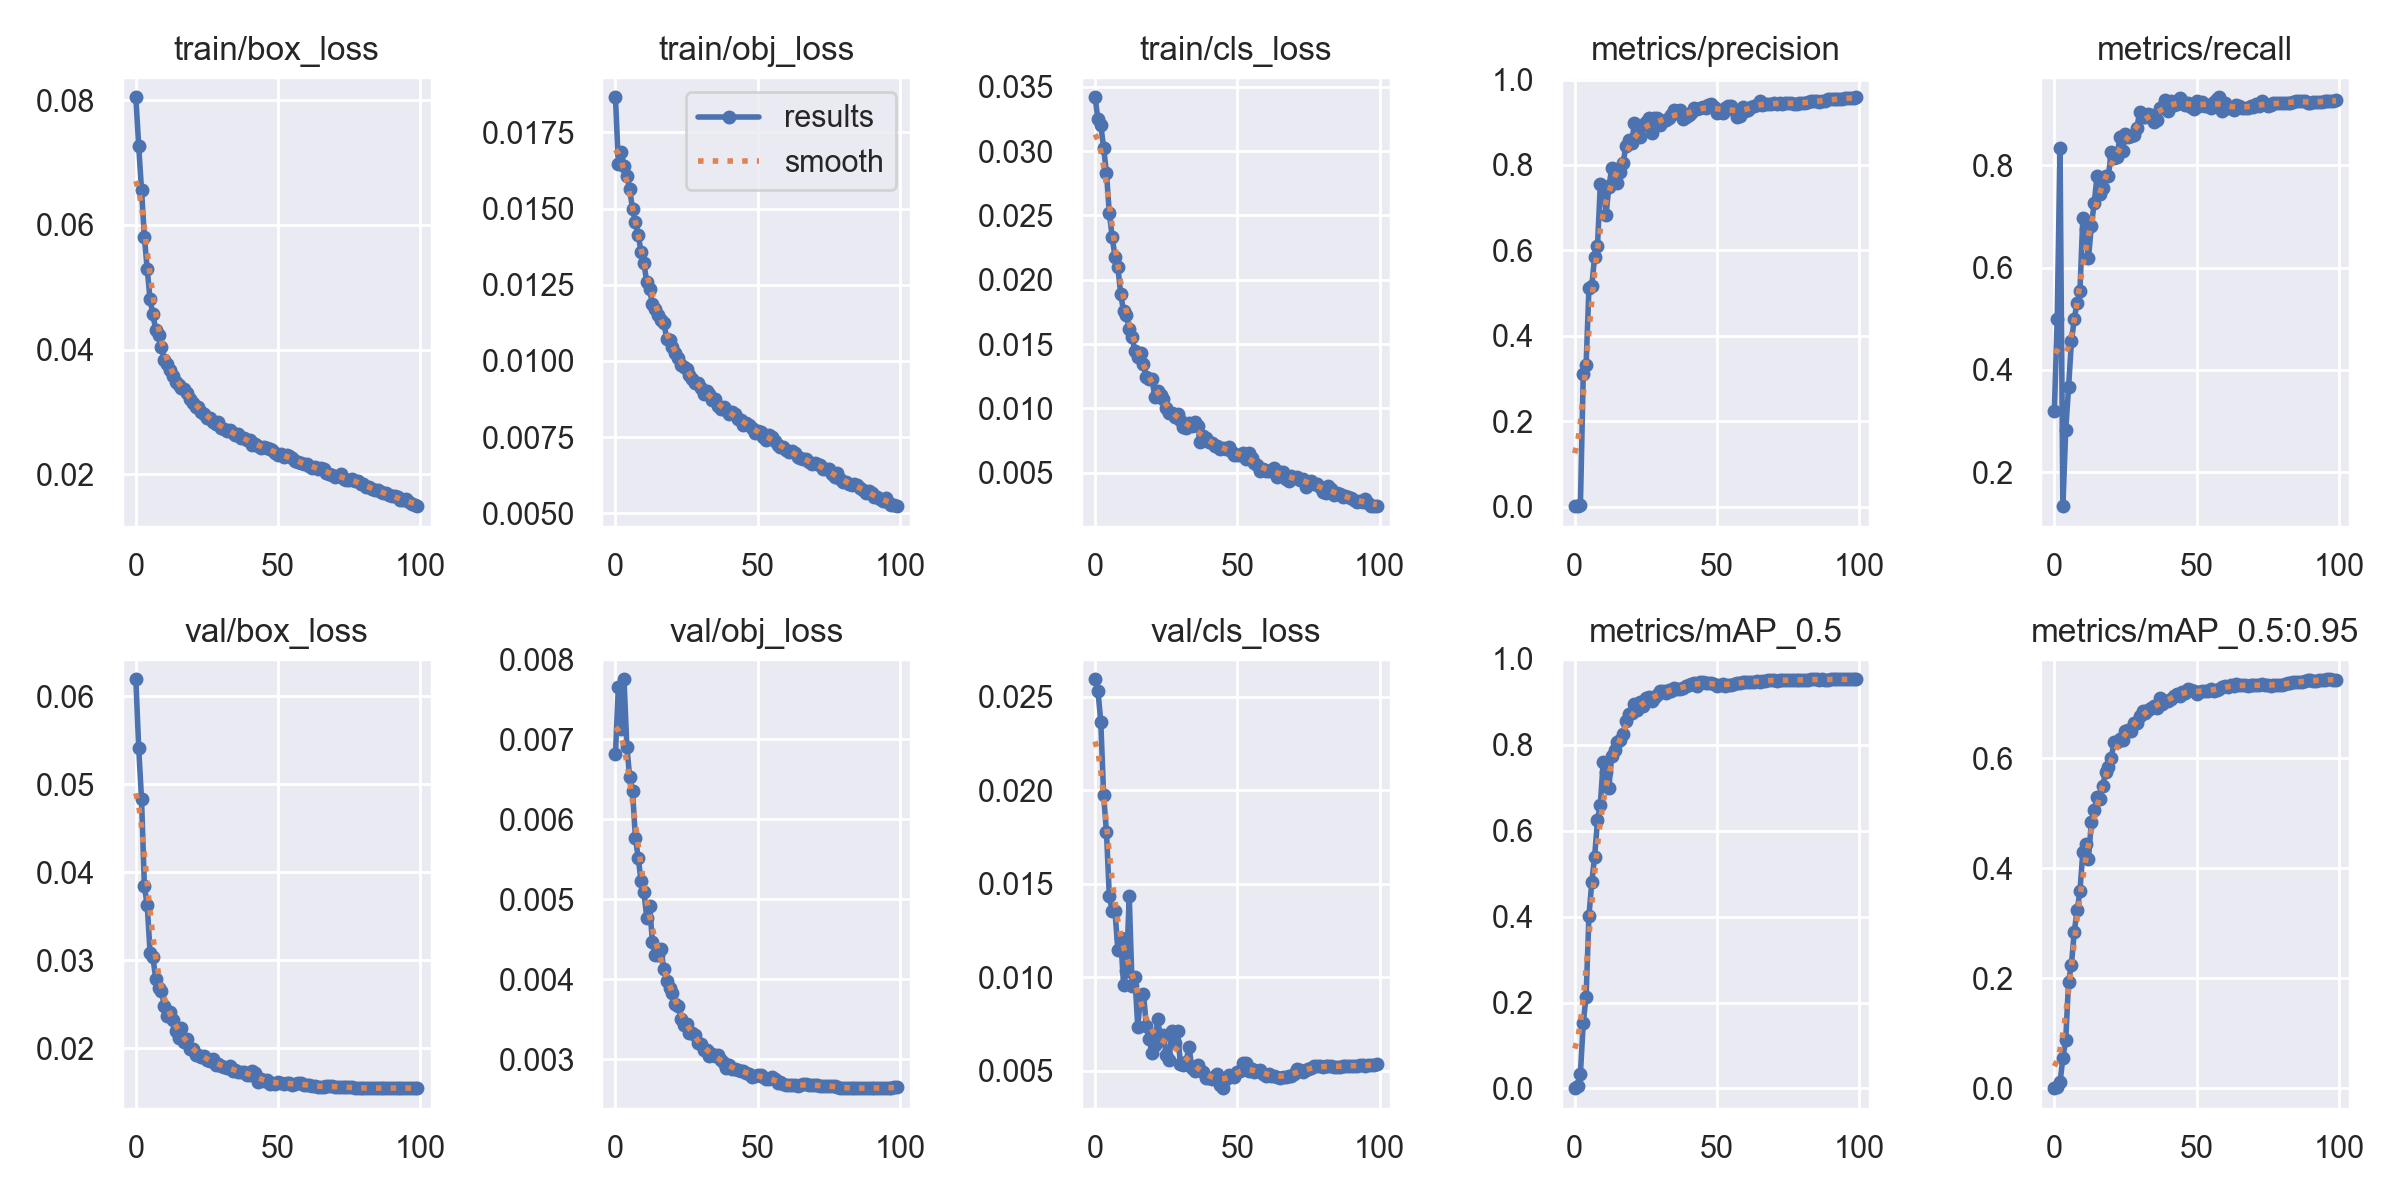 train/box_loss
0.08
0.06
0.04
0.02
0 50 100
train/obj_loss
results
smooth
0.0175
0.0150
0.0125
0.0100
0.0075
0.0050
0 50 100
train/cls_loss
0.035
0.030
0.025
0.020
0.015
0.010
0.005
0 50 100
metrics/precision
1.0
0.8
0.6
0.4
0.2
0.0
0 50 100
metrics/recall
0.8
0.6
0.4
0.2
0 50 100
val/box_loss
0.06
0.05
0.04
0.03
0.02
0 50 100
val/obj_loss
0.008
0.007
0.006
0.005
0.004
0.003
0 50 100
val/cls_loss
0.025
0.020
0.015
0.010
0.005
0 50 100
metrics/mAP_0.5
1.0
0.8
0.6
0.4
0.2
0.0
0 50 100
metrics/mAP_0.5:0.95
0.6
0.4
0.2
0.0
0 50 100